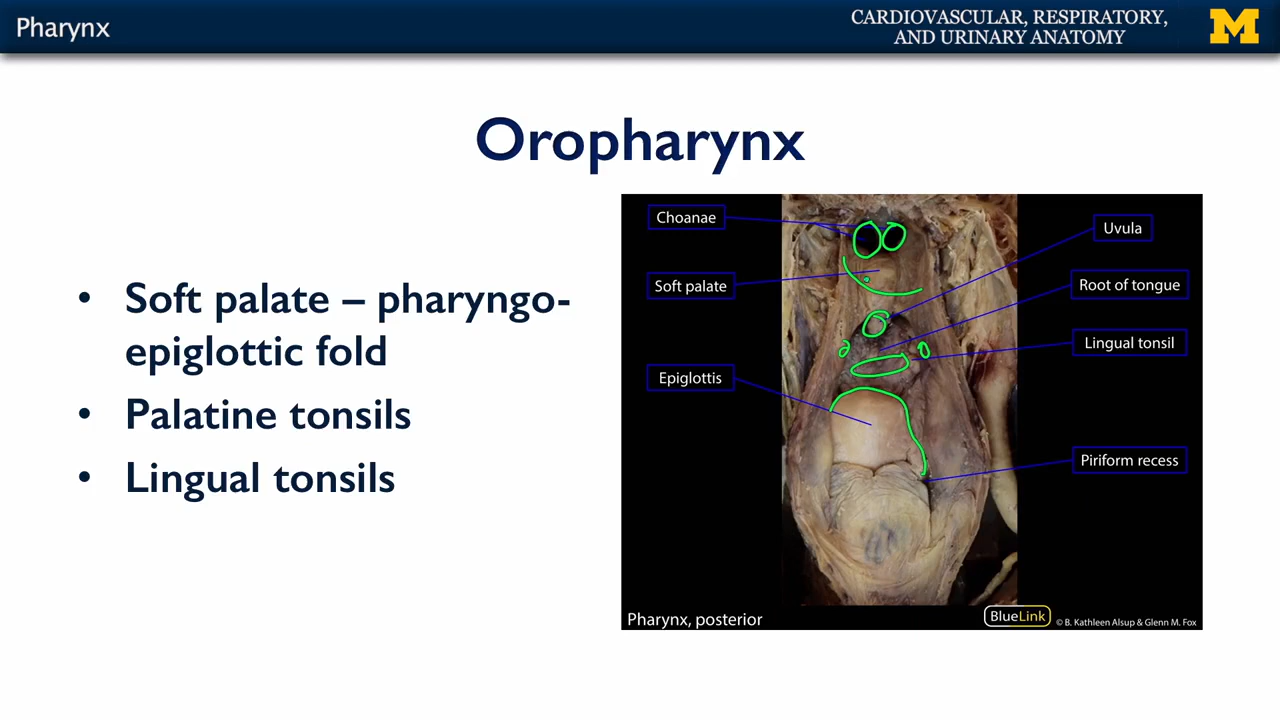 Pharynx
CARDIOVASCULAR, RESPIRATORY,
AND URINARY ANATOMY
M
Oropharynx
• Soft palate – pharyngo-
epiglottic fold
• Palatine tonsils
• Lingual tonsils
Choanae
Soft palate
Epiglottis
Uvula
Root of tongue
Lingual tonsil
Piriform recess
Pharynx, posterior
BlueLink
© B. Kathleen Alsup & Glenn M. Fox